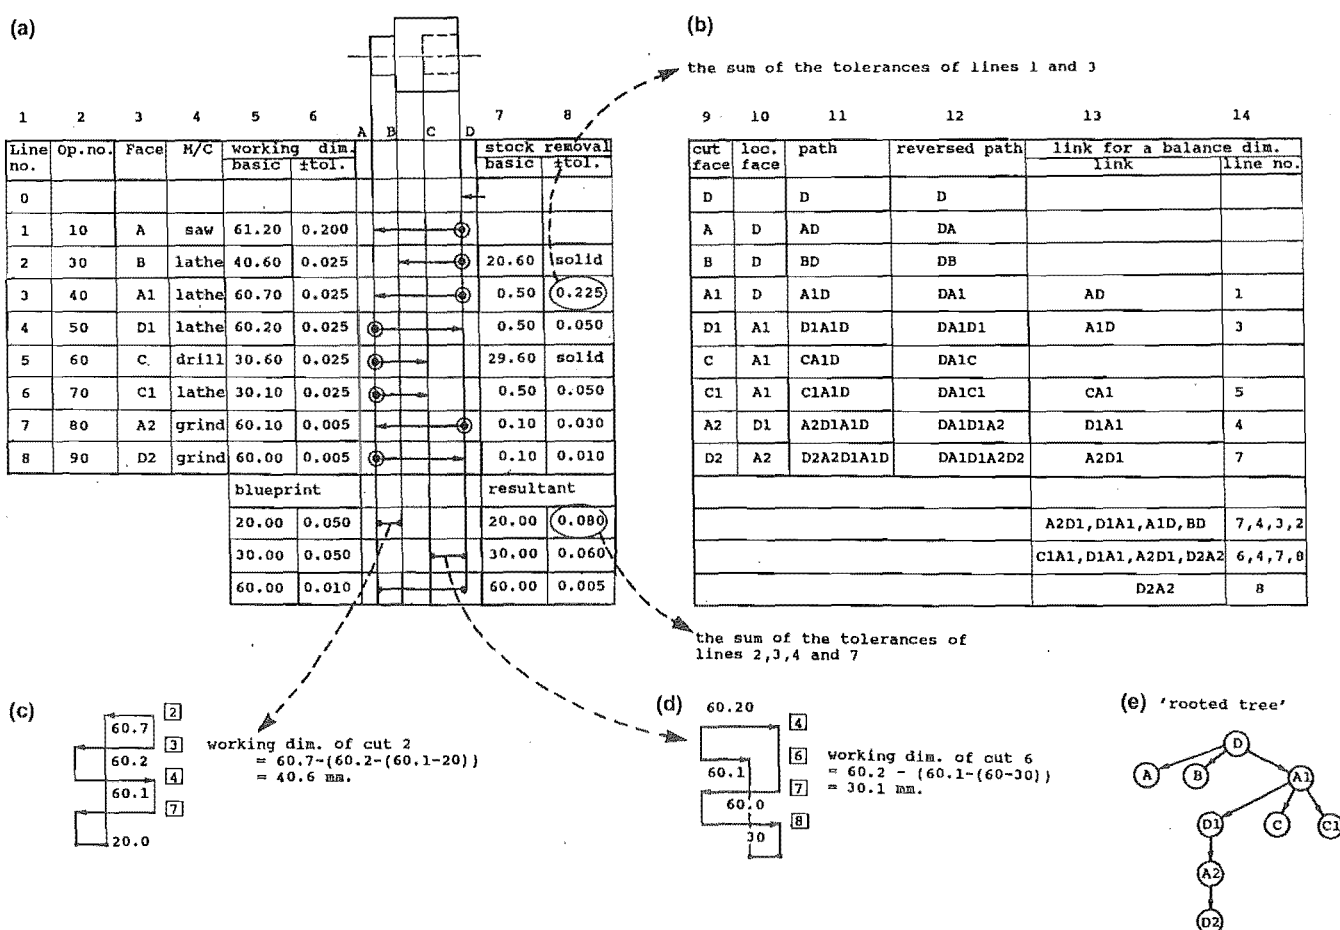 (a)
A B C D
1 2 3 4 5 6 7 8
Line no. Op.no. Face M/C working dim. basic ±tol. stock removal basic ±tol.
0
1 10 A saw 61.20 0.200
2 30 B lathe 40.60 0.025 20.60 solid
3 40 A1 lathe 60.70 0.025 0.50 0.225
4 50 D1 lathe 60.20 0.025 0.50 0.050
5 60 C drill 30.60 0.025 29.60 solid
6 70 C1 lathe 30.10 0.025 0.50 0.050
7 80 A2 grind 60.10 0.005 0.10 0.030
8 90 D2 grind 60.00 0.005 0.10 0.010
blueprint resultant
20.00 0.050 20.00 0.080
30.00 0.050 30.00 0.060
60.00 0.010 60.00 0.005
(b)
the sum of the tolerances of lines 1 and 3
9 10 11 12 13 14
cut face loc. face path reversed path link for a balance dim. link line no.
D D D
A D AD DA
B D BD DB
A1 D A1D DA1 AD 1
D1 A1 D1A1D DA1D1 A1D 3
C A1 CA1D DA1C
C1 A1 C1A1D DA1C1 CA1 5
A2 D1 A2D1A1D DA1D1A2 D1A1 4
D2 A2 D2A2D1A1D DA1D1A2D2 A2D1 7
A2D1,D1A1,A1D,BD 7,4,3,2
C1A1,D1A1,A2D1,D2A2 6,4,7,8
D2A2 8
the sum of the tolerances of
lines 2,3,4 and 7
(c)
2
60.7
3
60.2
4
60.1
7
20.0
working dim. of cut 2
= 60.7-(60.2-(60.1-20))
= 40.6 mm.
(d)
60.20
4
6
60.1
7
60.0
8
30
working dim of cut 6
= 60.2 - (60.1-(60-30))
= 30.1 mm.
(e) 'rooted tree'
D
A B A1
D1 C C1
A2
D2